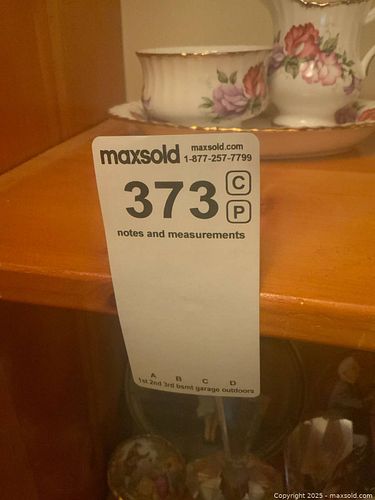 maxsold
maxsold.com
1-877-257-7799
373
C
P
notes and measurements
A B C D
1st 2nd 3rd bsmt garage outdoors
Copyright 2025 - maxsold.com